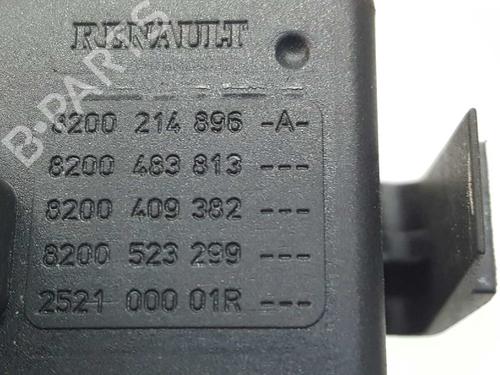 RENAULT
8200 214 896 -A-
8200 483 813 ---
8200 409 382 ---
8200 523 299 ---
2521 000 01R ---
B-PARTS